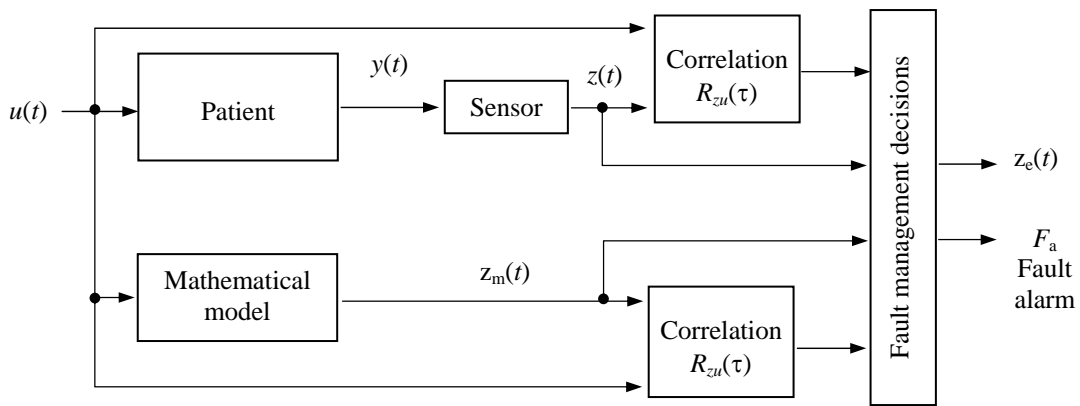 u(t)
Patient
y(t)
Sensor
z(t)
Correlation
R_zu(τ)
Mathematical
model
z_m(t)
Correlation
R_zu(τ)
Fault management decisions
z_e(t)
F_a
Fault
alarm